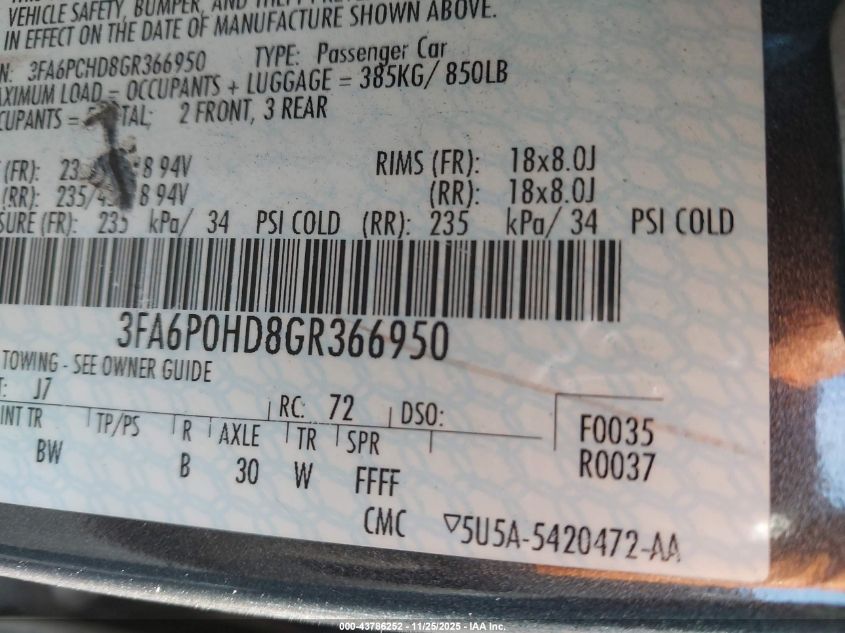 VEHICLE SAFETY, BUMPER, AND THEFT
IN EFFECT ON THE DATE OF MANUFACTURE SHOWN ABOVE.
N: 3FA6PCHD8GR366950 TYPE: Passenger Car
AXIMUM LOAD = OCCUPANTS + LUGGAGE = 385KG/ 850LB
CUPANTS = TAL; 2 FRONT, 3 REAR
(FR): 23 8 94V RIMS (FR): 18x8.0J
(RR): 235/4 8 94V (RR): 18x8.0J
SURE (FR): 235 kPa/ 34 PSI COLD (RR): 235 kPa/ 34 PSI COLD
3FA6P0HD8GR366950
TOWING - SEE OWNER GUIDE
T: J7 RC: 72 DSO:
INT TR TP/PS R AXLE TR SPR F0035
BW B 30 W FFFF R0037
CMC ▽5U5A-5420472-AA
000-43786252 - 11/25/2025 - IAA Inc.